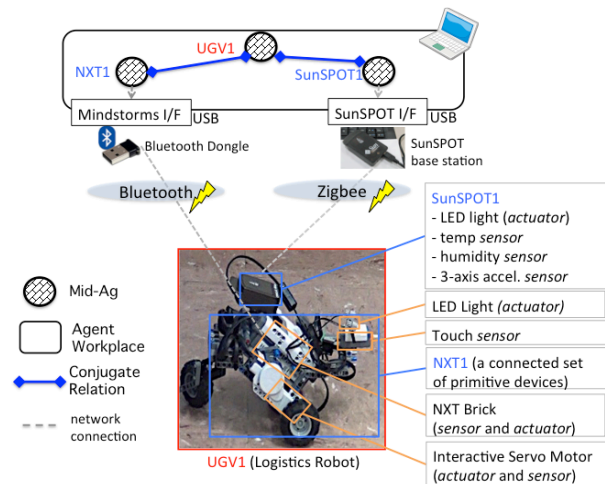 UGV1
NXT1
SunSPOT1
Mindstorms I/F
USB
SunSPOT I/F
USB
Bluetooth Dongle
SunSPOT
base station
Bluetooth
Zigbee
SunSPOT1
- LED light (actuator)
- temp sensor
- humidity sensor
- 3-axis accel. sensor
Mid-Ag
LED Light (actuator)
Touch sensor
Agent
Workplace
NXT1 (a connected set
of primitive devices)
Conjugate
Relation
NXT Brick
(sensor and actuator)
network
connection
Interactive Servo Motor
(actuator and sensor)
UGV1 (Logistics Robot)